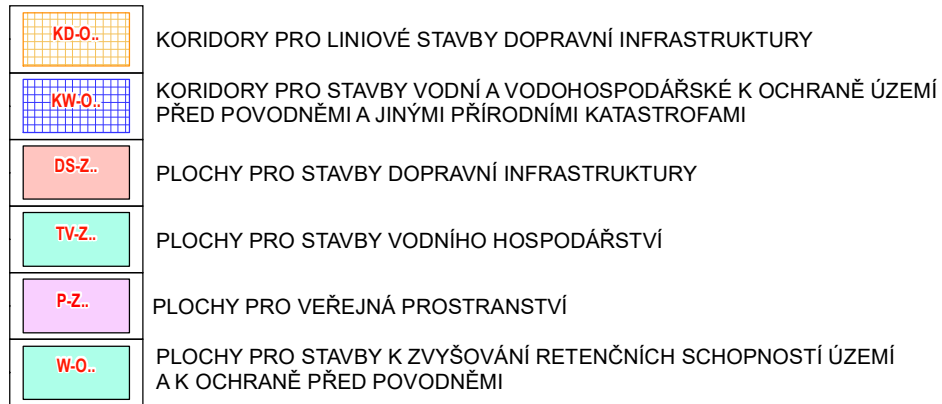 KD-O..
KORIDORY PRO LINIOVÉ STAVBY DOPRAVNÍ INFRASTRUKTURY
KW-O..
KORIDORY PRO STAVBY VODNÍ A VODOHOSPODÁŘSKÉ K OCHRANĚ ÚZEMÍ
PŘED POVODNĚMI A JINÝMI PŘÍRODNÍMI KATASTROFAMI
DS-Z..
PLOCHY PRO STAVBY DOPRAVNÍ INFRASTRUKTURY
TV-Z..
PLOCHY PRO STAVBY VODNÍHO HOSPODÁŘSTVÍ
P-Z..
PLOCHY PRO VEŘEJNÁ PROSTRANSTVÍ
W-O..
PLOCHY PRO STAVBY K ZVYŠOVÁNÍ RETENČNÍCH SCHOPNOSTÍ ÚZEMÍ
A K OCHRANĚ PŘED POVODNĚMI